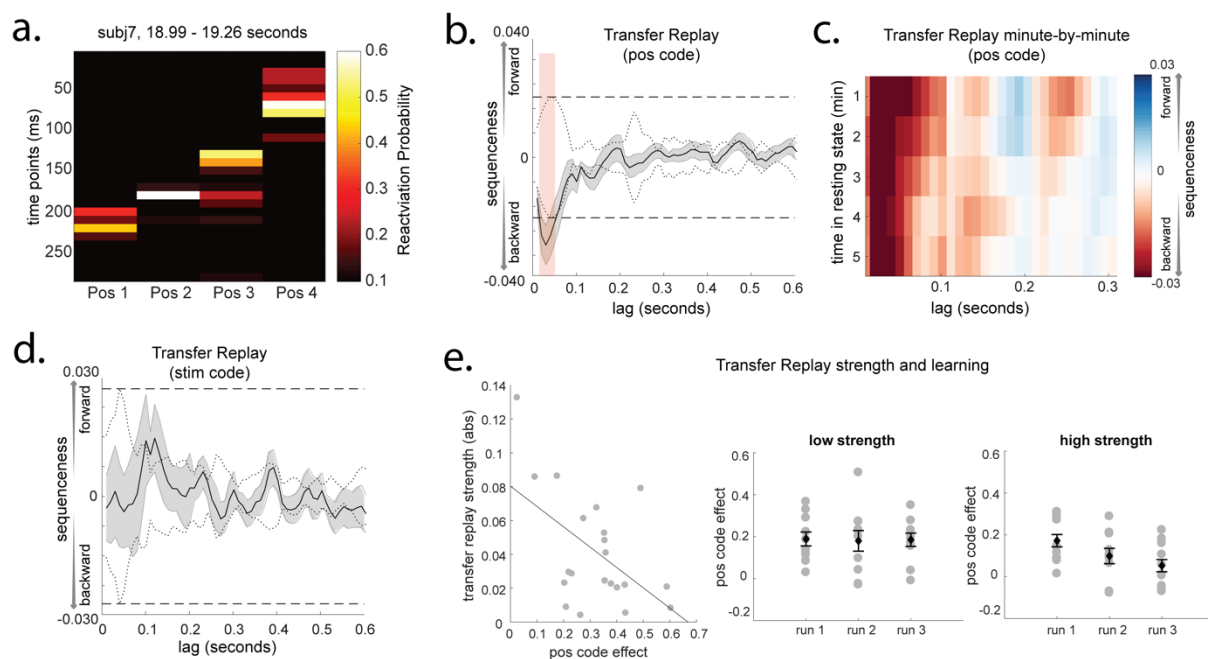 a.
subj7, 18.99 - 19.26 seconds
time points (ms)
50
100
150
200
250
Pos 1 Pos 2 Pos 3 Pos 4
0.6
0.5
0.4
0.3
0.2
0.1
Reactvation Probability
b.
Transfer Replay
(pos code)
0.040
forward
sequenceness
0
backward
-0.040
0 0.1 0.2 0.3 0.4 0.5 0.6
lag (seconds)
c.
Transfer Replay minute-by-minute
(pos code)
time in resting state (min)
1
2
3
4
5
0.1 0.2 0.3
lag (seconds)
0.03
forward
0
sequenceness
backward
-0.03
d.
Transfer Replay
(stim code)
0.030
forward
sequenceness
0
backward
-0.030
0 0.1 0.2 0.3 0.4 0.5 0.6
lag (seconds)
e.
Transfer Replay strength and learning
transfer replay strength (abs)
0.14
0.12
0.1
0.08
0.06
0.04
0.02
0
0 0.1 0.2 0.3 0.4 0.5 0.6 0.7
pos code effect
low strength
pos code effect
0.6
0.4
0.2
0
-0.2
run 1 run 2 run 3
high strength
pos code effect
0.6
0.4
0.2
0
-0.2
run 1 run 2 run 3